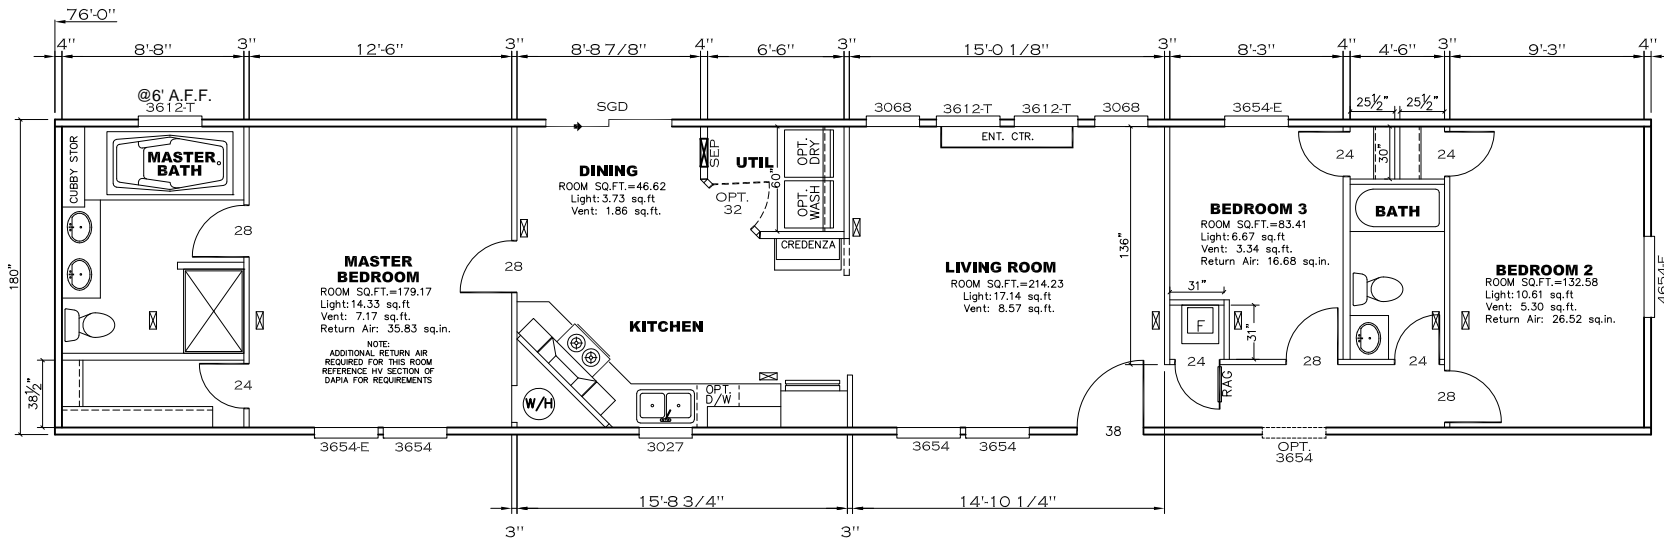 76'-0"
4" 8'-8" 3" 12'-6" 3" 8'-8 7/8" 4" 6'-6" 3" 15'-0 1/8" 3" 8'-3" 4" 4'-6" 3" 9'-3" 4"
@6' A.F.F.
3612-T
SGD
3068
3612-T
3612-T
3068
3654-E
25½"
25½"
ENT. CTR.
CUBBY STOR
MASTER
BATH
DINING
ROOM SQ.FT.=46.62
Light: 3.73 sq.ft
Vent: 1.86 sq.ft.
SEP
UTIL
60"
OPT.
DRY
OPT.
WASH
OPT.
32
CREDENZA
24
30"
24
28
180"
136"
BEDROOM 3
ROOM SQ.FT.=83.41
Light: 6.67 sq.ft
Vent: 3.34 sq.ft.
Return Air: 16.68 sq.in.
BATH
MASTER
BEDROOM
ROOM SQ.FT.=179.17
Light: 14.33 sq.ft
Vent: 7.17 sq.ft.
Return Air: 35.83 sq.in.
NOTE:
ADDITIONAL RETURN AIR
REQUIRED FOR THIS ROOM
REFERENCE HV SECTION OF
DAPIA FOR REQUIREMENTS
28
KITCHEN
LIVING ROOM
ROOM SQ.FT.=214.23
Light: 17.14 sq.ft
Vent: 8.57 sq.ft.
BEDROOM 2
ROOM SQ.FT.=132.58
Light: 10.61 sq.ft
Vent: 5.30 sq.ft.
Return Air: 26.52 sq.in.
4654-E
31"
F
31"
24
28
24
RAG
28
38½"
24
W/H
OPT.
D/W
38
3654-E
3654
3027
3654
3654
OPT.
3654
15'-8 3/4"
14'-10 1/4"
3"
3"